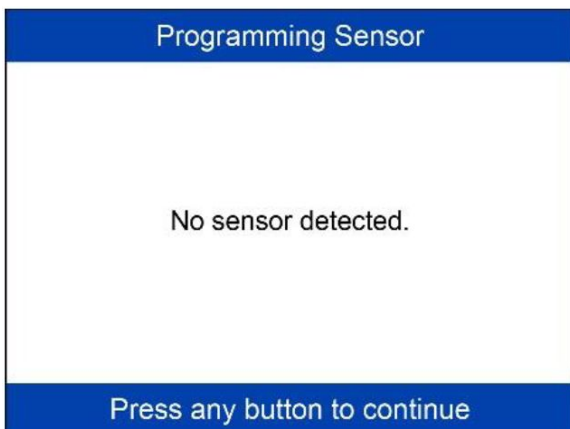 Programming Sensor
No sensor detected.
Press any button to continue